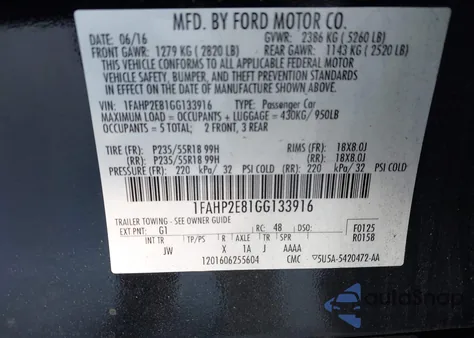 MFD. BY FORD MOTOR CO.
DATE: 06/16 GVWR: 2386 KG ( 5260 LB)
FRONT GAWR: 1279 KG ( 2820 LB) REAR GAWR: 1143 KG ( 2520 LB)
THIS VEHICLE CONFORMS TO ALL APPLICABLE FEDERAL MOTOR
VEHICLE SAFETY, BUMPER, AND THEFT PREVENTION STANDARDS
IN EFFECT ON THE DATE OF MANUFACTURE SHOWN ABOVE.
VIN: 1FAHP2E81GG133916 TYPE: Passenger Car
MAXIMUM LOAD = OCCUPANTS + LUGGAGE = 430KG/ 950LB
OCCUPANTS = 5 TOTAL: 2 FRONT, 3 REAR
TIRE (FR): P235/55R18 99H RIMS (FR): 18X8.0J
TIRE (RR): P235/55R18 99H (RR): 18X8.0J
PRESSURE (FR): 220 kPa/ 32 PSI COLD (RR): 220 kPa/ 32 PSI COLD
1FAHP2E81GG133916
TRAILER TOWING - SEE OWNER GUIDE
EXT PNT: G1 RC: 48 DSO: F0125
INT TR TP/PS R AXLE TR SPR R015B
JW X 1A J AAAA
1201606255604 CMC 5U5A-5420472-AA
autoSnap